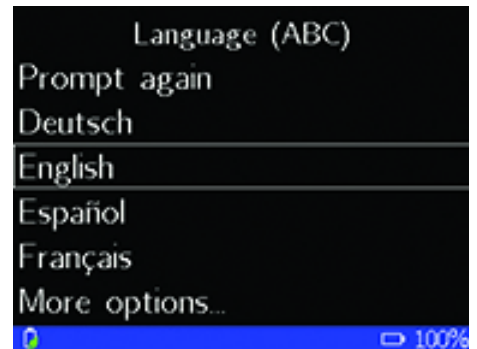 Language (ABC)
Prompt again
Deutsch
English
Español
Français
More options...
100%